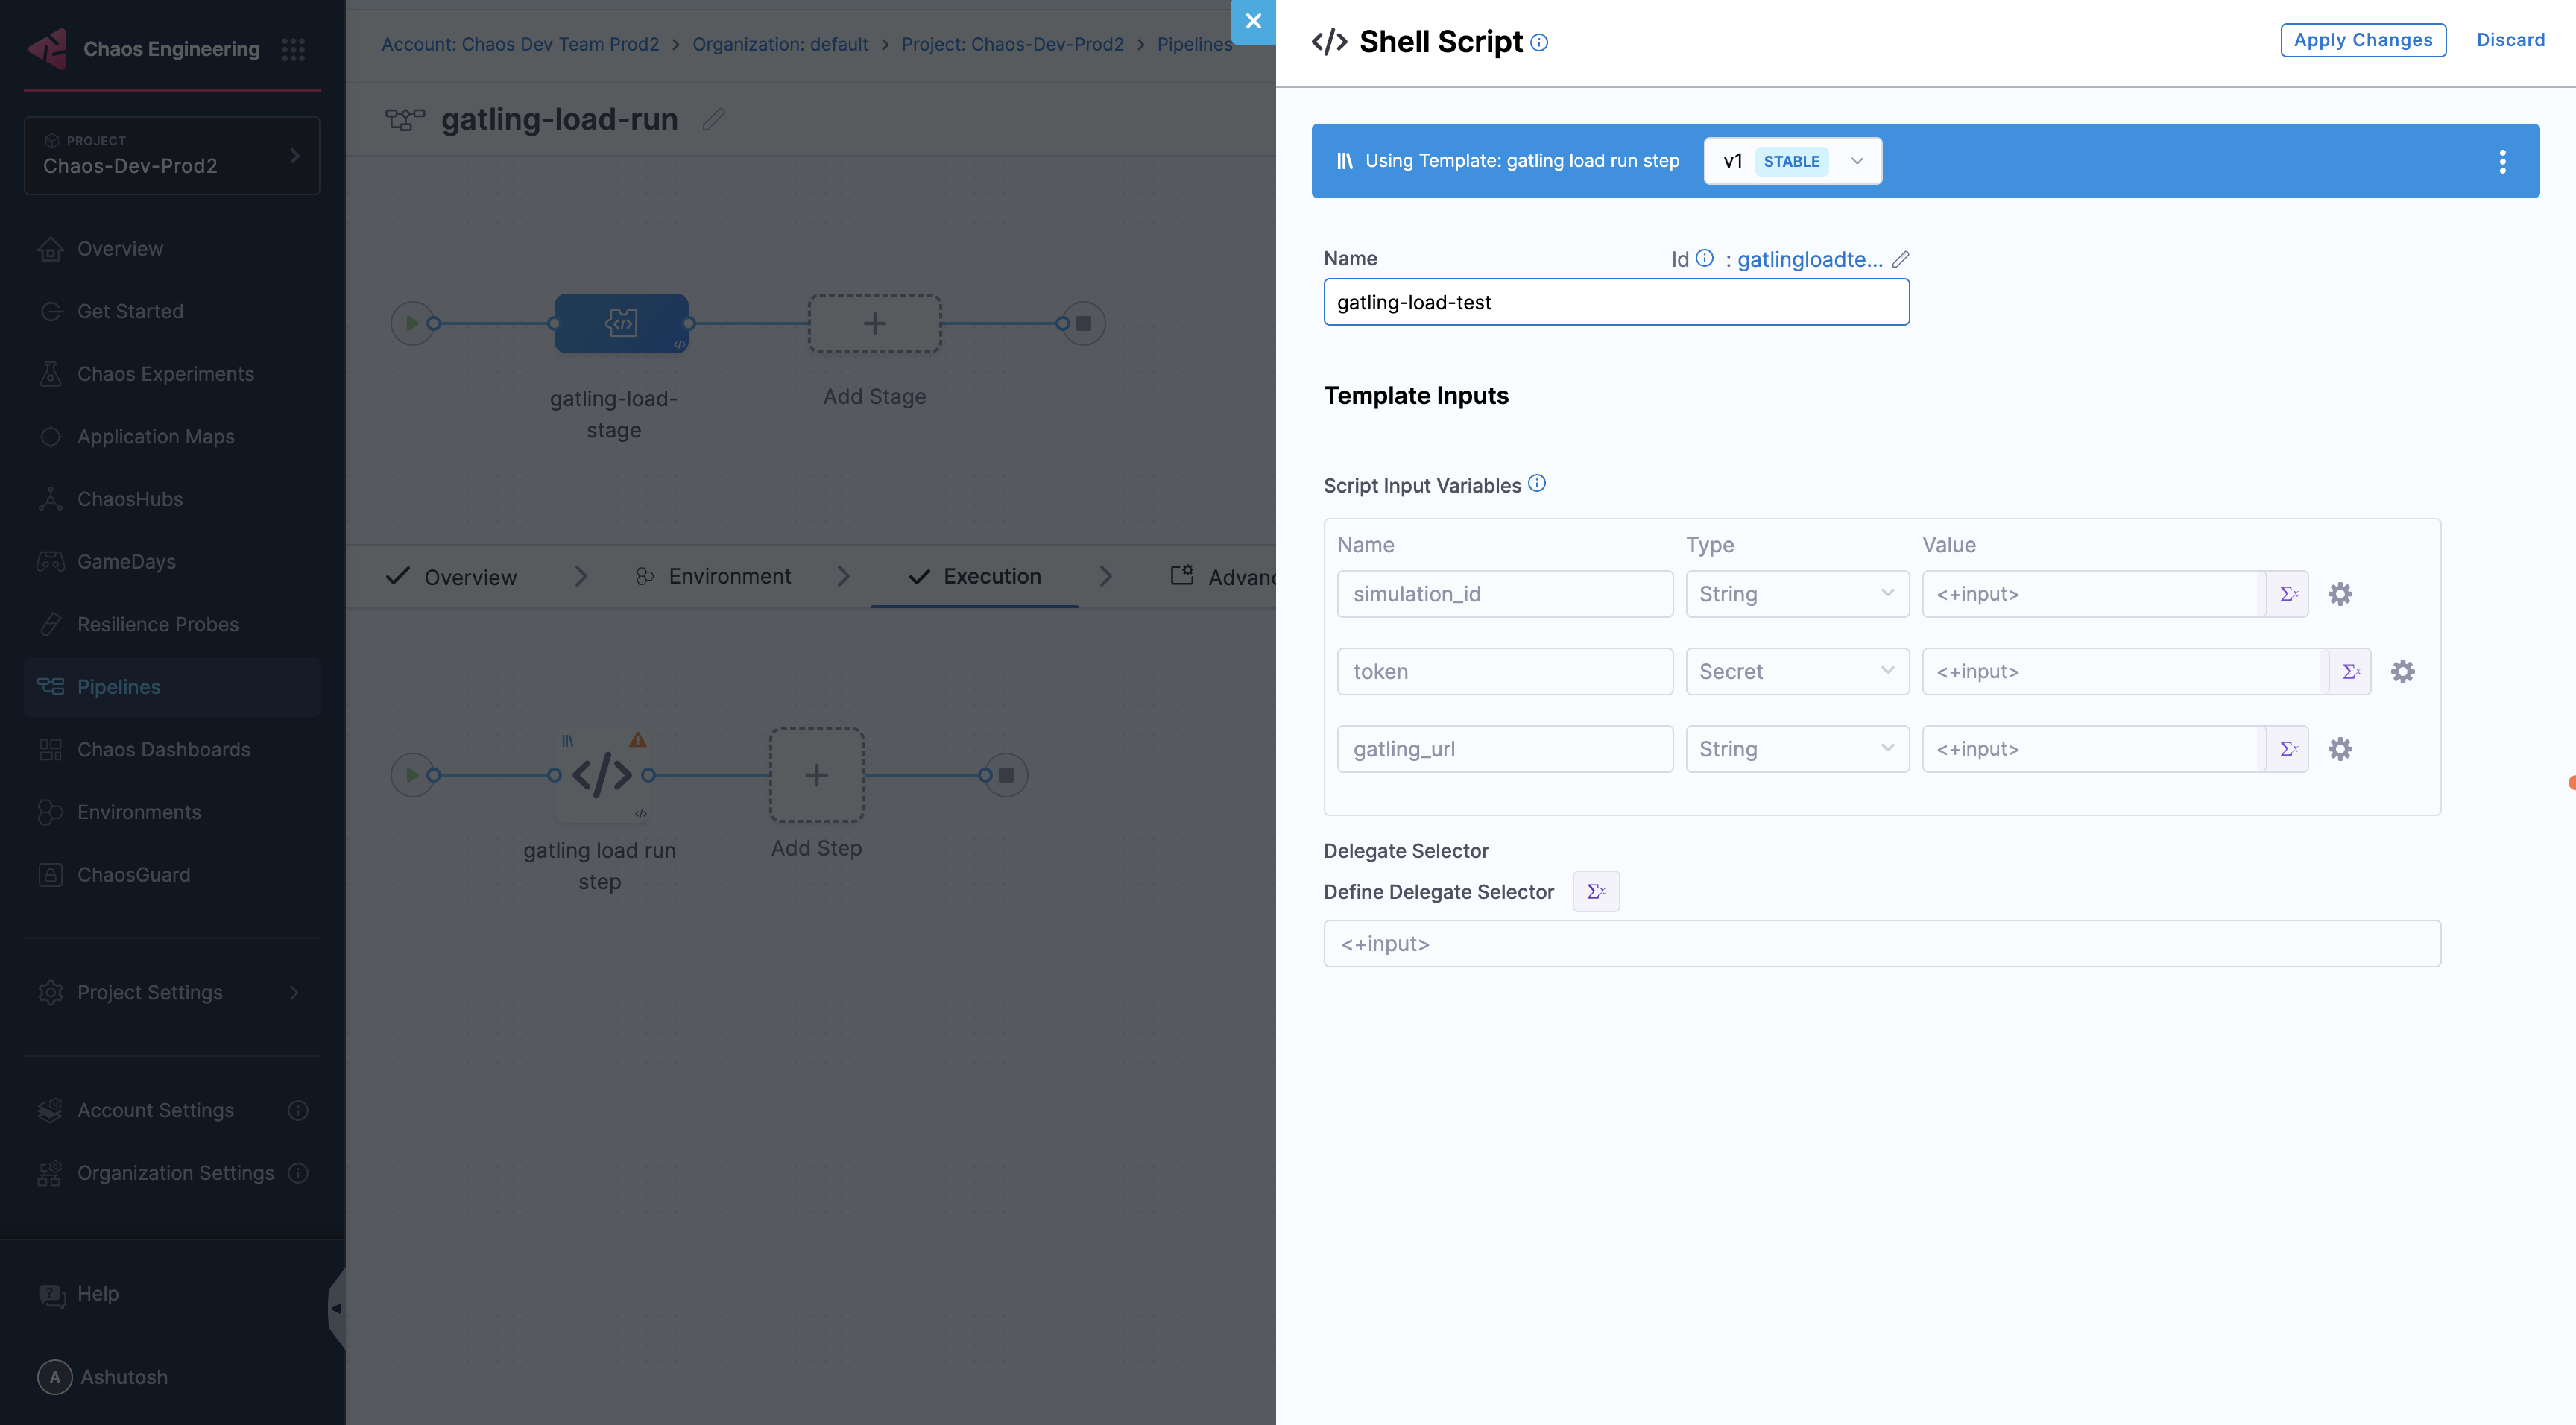 Chaos Engineering
PROJECT
Chaos-Dev-Prod2
Overview
Get Started
Chaos Experiments
Application Maps
ChaosHubs
GameDays
Resilience Probes
Pipelines
Chaos Dashboards
Environments
ChaosGuard
Project Settings
Account Settings
Organization Settings
Help
A Ashutosh
Account: Chaos Dev Team Prod2 > Organization: default > Project: Chaos-Dev-Prod2 > Pipelines
gatling-load-run
gatling-load-
stage
Add Stage
Overview
Environment
Execution
gatling load run
step
Add Step
</> Shell Script
Apply Changes
Discard
Using Template: gatling load run step
v1 STABLE
Name
Id : gatlingloadte...
gatling-load-test
Template Inputs
Script Input Variables
Name Type Value
simulation_id String <+input>
token Secret <+input>
gatling_url String <+input>
Delegate Selector
Define Delegate Selector
<+input>